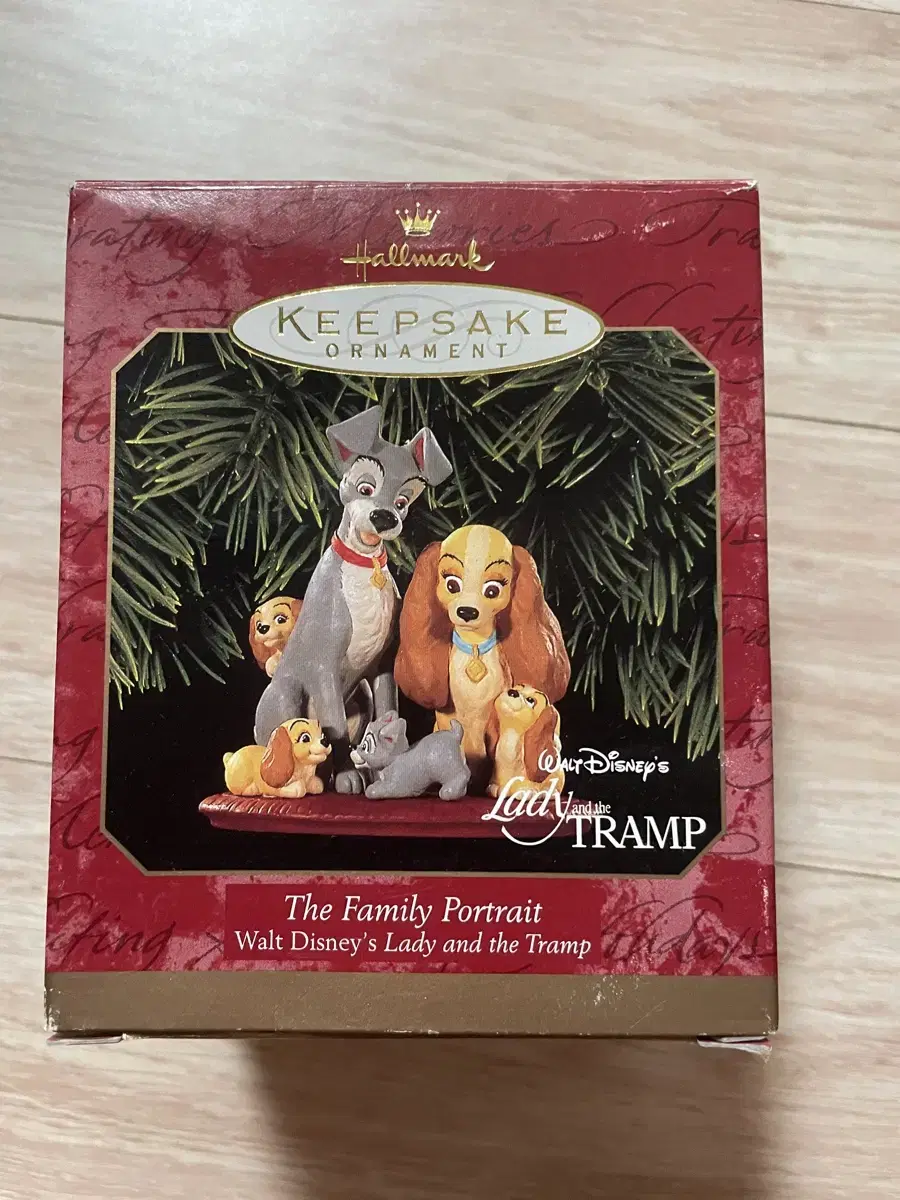 Hallmark
KEEPSAKE
ORNAMENT
WALT DISNEY'S
Lady and the
TRAMP
The Family Portrait
Walt Disney's Lady and the Tramp